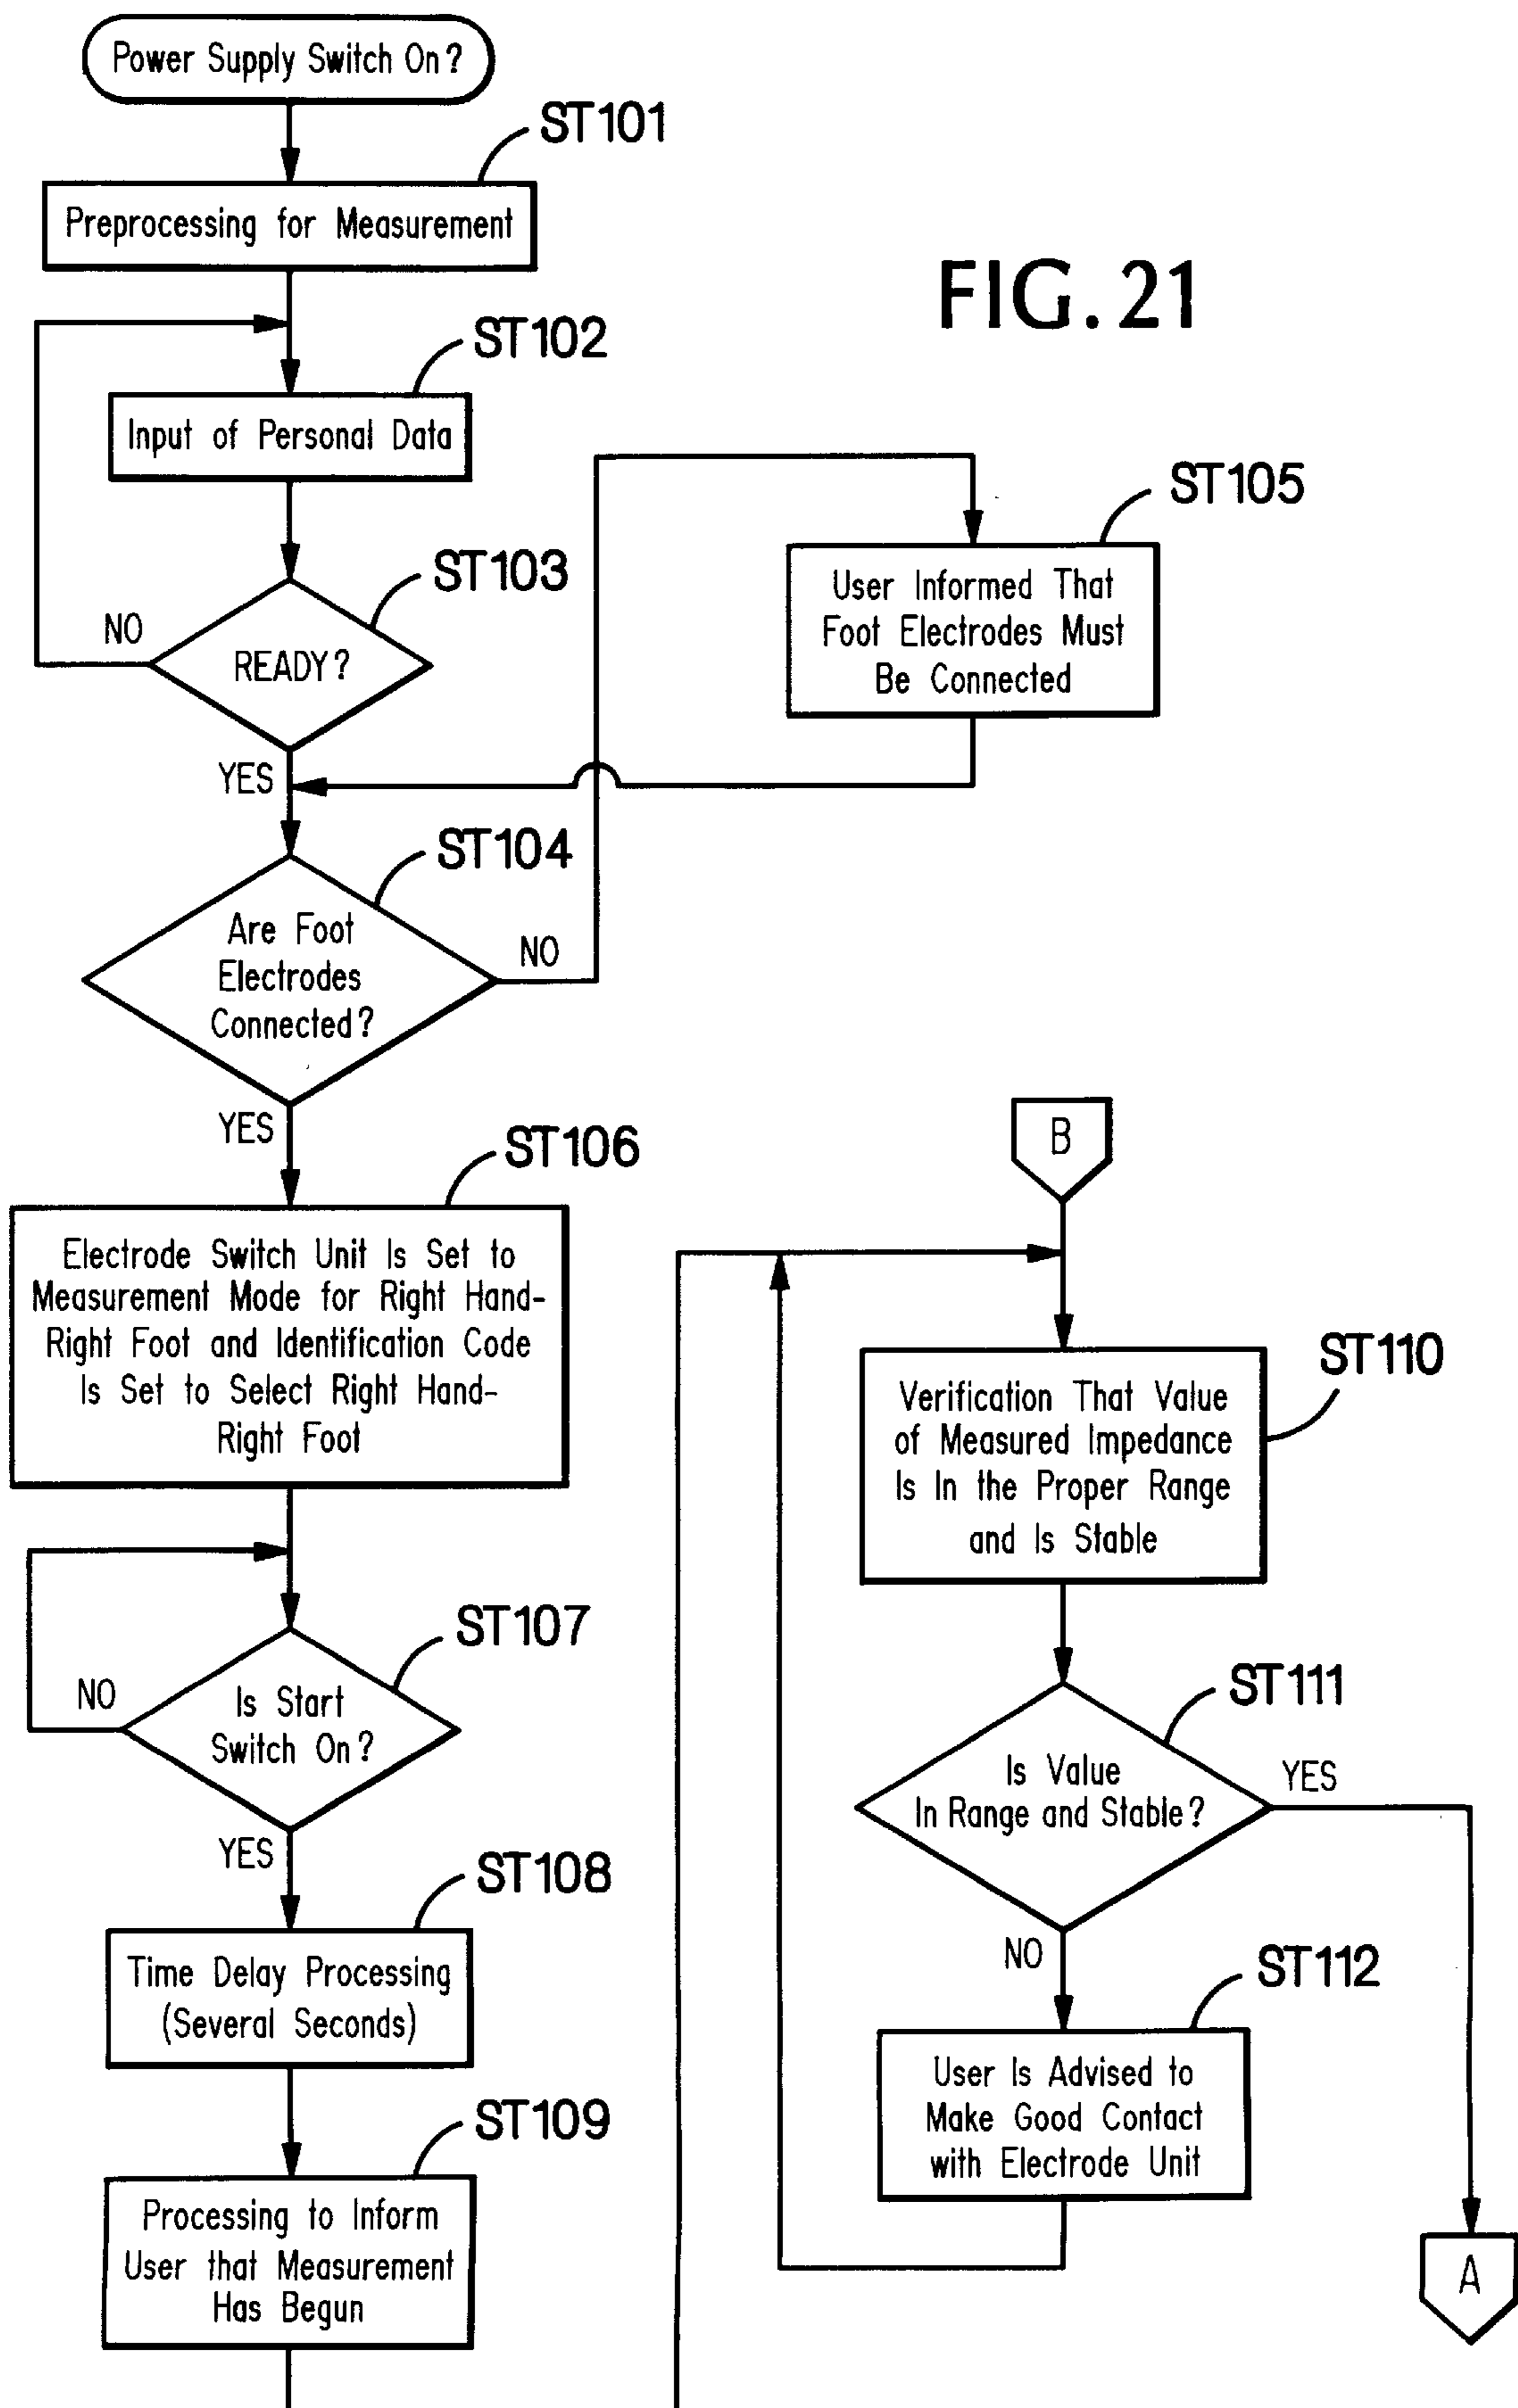 Power Supply Switch On?
ST101
Preprocessing for Measurement
FIG. 21
ST102
Input of Personal Data
ST103
NO
READY?
YES
ST105
User Informed That
Foot Electrodes Must
Be Connected
ST104
Are Foot
Electrodes
Connected?
NO
YES
ST106
Electrode Switch Unit Is Set to
Measurement Mode for Right Hand-
Right Foot and Identification Code
Is Set to Select Right Hand-
Right Foot
ST107
NO
Is Start
Switch On?
YES
ST108
Time Delay Processing
(Several Seconds)
ST109
Processing to Inform
User that Measurement
Has Begun
B
ST110
Verification That Value
of Measured Impedance
Is In the Proper Range
and Is Stable
ST111
Is Value
In Range and Stable?
YES
NO
ST112
User Is Advised to
Make Good Contact
with Electrode Unit
A